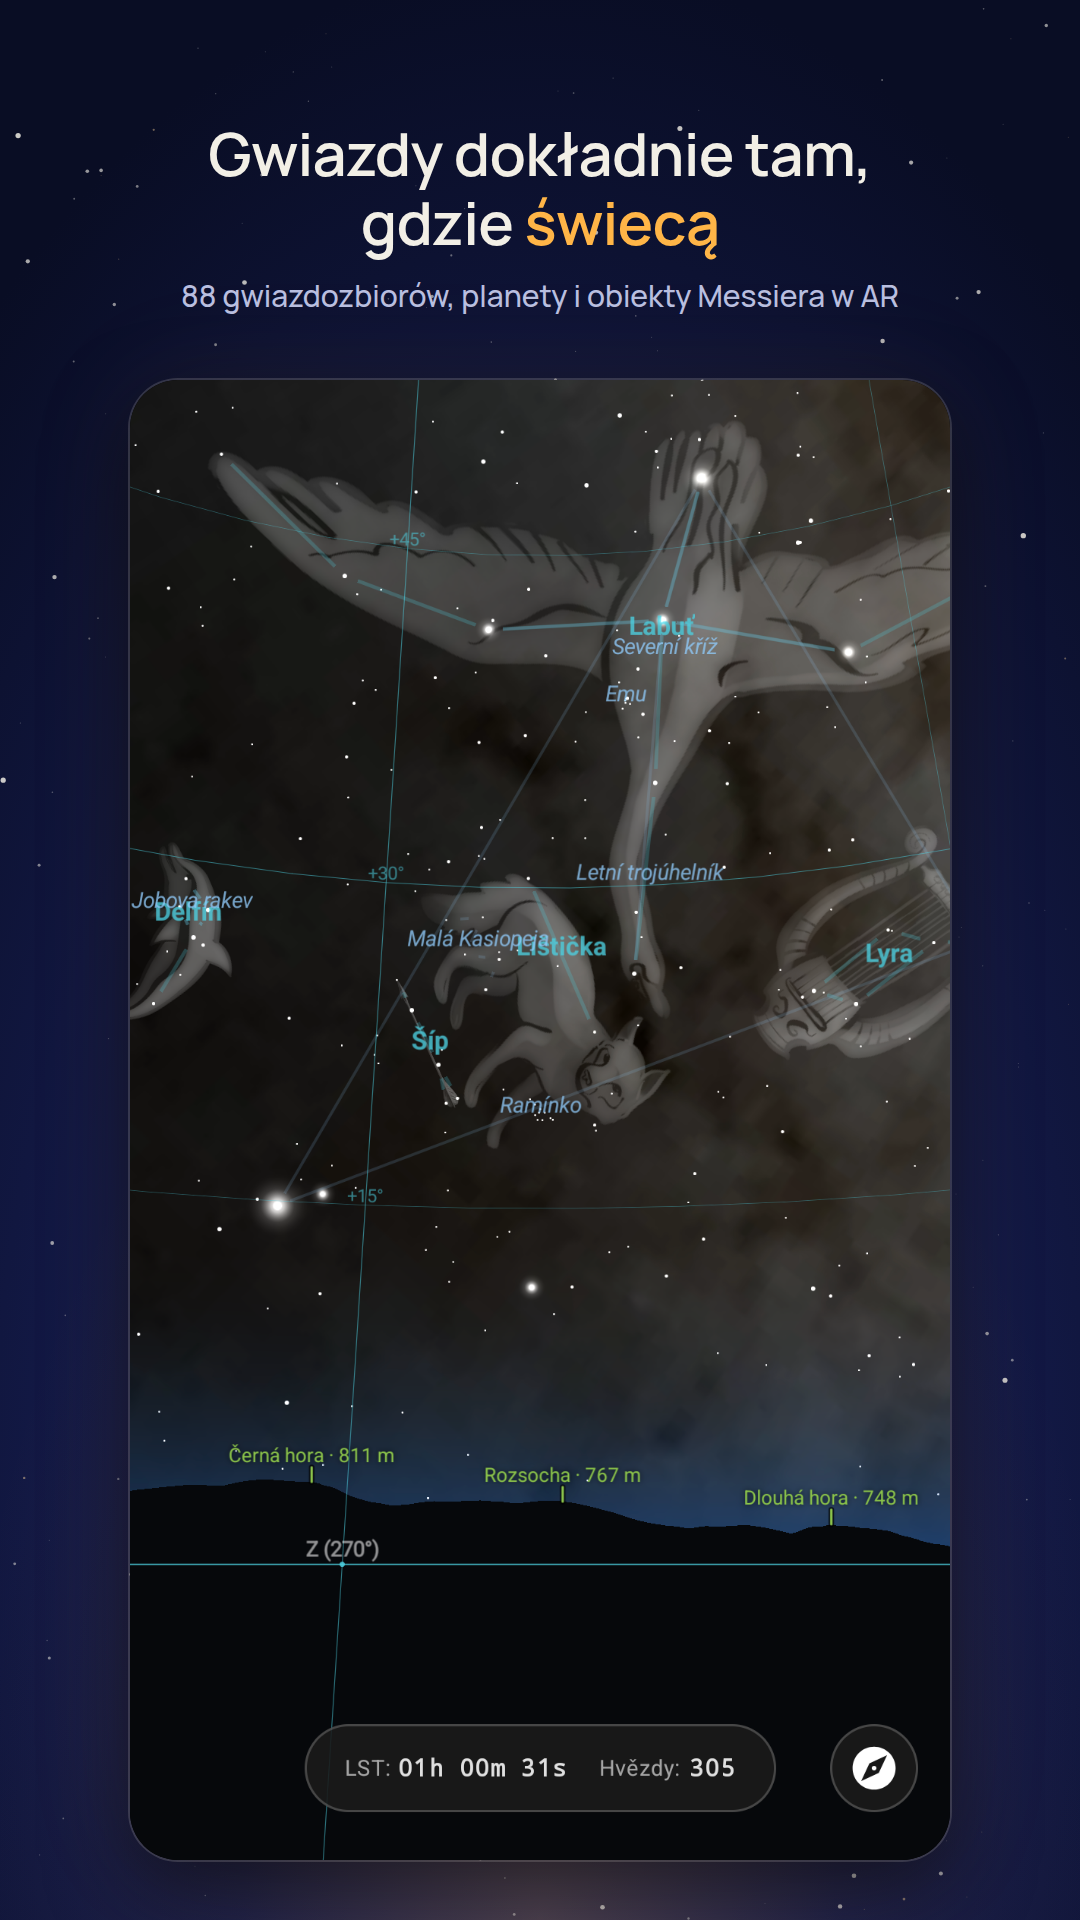 Gwiazdy dokładnie tam,
gdzie świecą
88 gwiazdozbiorów, planety i obiekty Messiera w AR
+45°
Labuť
Severní kříž
Emu
+30°
Letní trojúhelník
Jobova rakev
Delfín
Malá Kasiopeja
Lištička
Lyra
Šíp
Ramínko
+15°
Černá hora · 811 m
Rozsocha · 767 m
Dlouhá hora · 748 m
Z (270°)
LST: 01h 00m 31s Hvězdy: 305